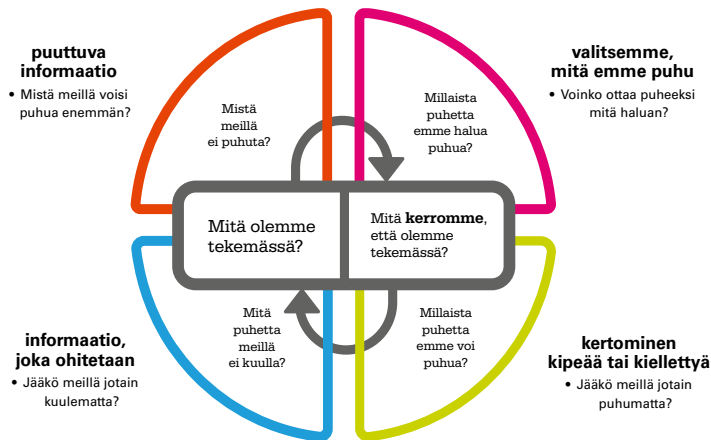 puuttuva
informaatio
• Mistä meillä voisi
puhua enemmän?
Mistä
meillä
ei puhuta?
Millaista
puhetta
emme halua
puhua?
valitsemme,
mitä emme puhu
• Voinko ottaa puheeksi
mitä haluan?
Mitä olemme
tekemässä?
Mitä kerromme,
että olemme
tekemässä?
informaatio,
joka ohitetaan
• Jääkö meillä jotain
kuulematta?
Mitä
puhetta
meillä
ei kuulla?
Millaista
puhetta
emme voi
puhua?
kertominen
kipeää tai kiellettyä
• Jääkö meillä jotain
puhumatta?